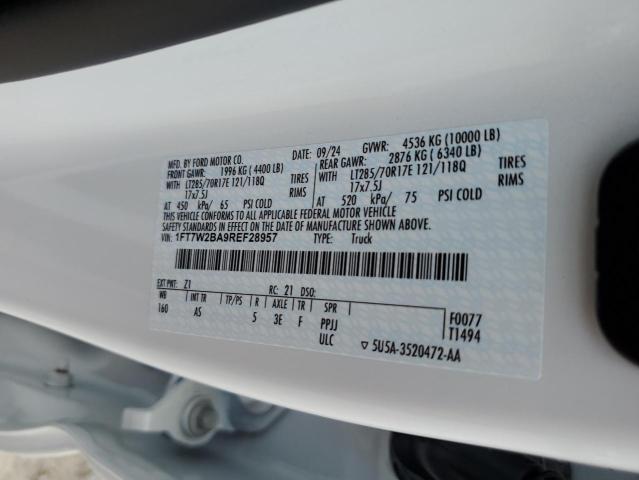 MFD. BY FORD MOTOR CO.
DATE: 09/24 GVWR: 4536 KG (10000 LB)
FRONT GAWR: 1996 KG (4400 LB) REAR GAWR: 2876 KG (6340 LB)
WITH LT285/70R17E 121/118Q TIRES WITH LT285/70R17E 121/118Q TIRES
17x7.5J RIMS 17x7.5J RIMS
AT 450 kPa/ 65 PSI COLD AT 520 kPa/ 75 PSI COLD
THIS VEHICLE CONFORMS TO ALL APPLICABLE FEDERAL MOTOR VEHICLE
SAFETY STANDARDS IN EFFECT ON THE DATE OF MANUFACTURE SHOWN ABOVE.
VIN: 1FT7W2BA9REF28957 TYPE: Truck
EXT PNT: Z1 RC: 21 DSO:
WB INT TR TP/PS R AXLE TR SPR
160 AS 5 3E F PPJJ
ULC
F0077
T1494
▽ 5U5A-3520472-AA